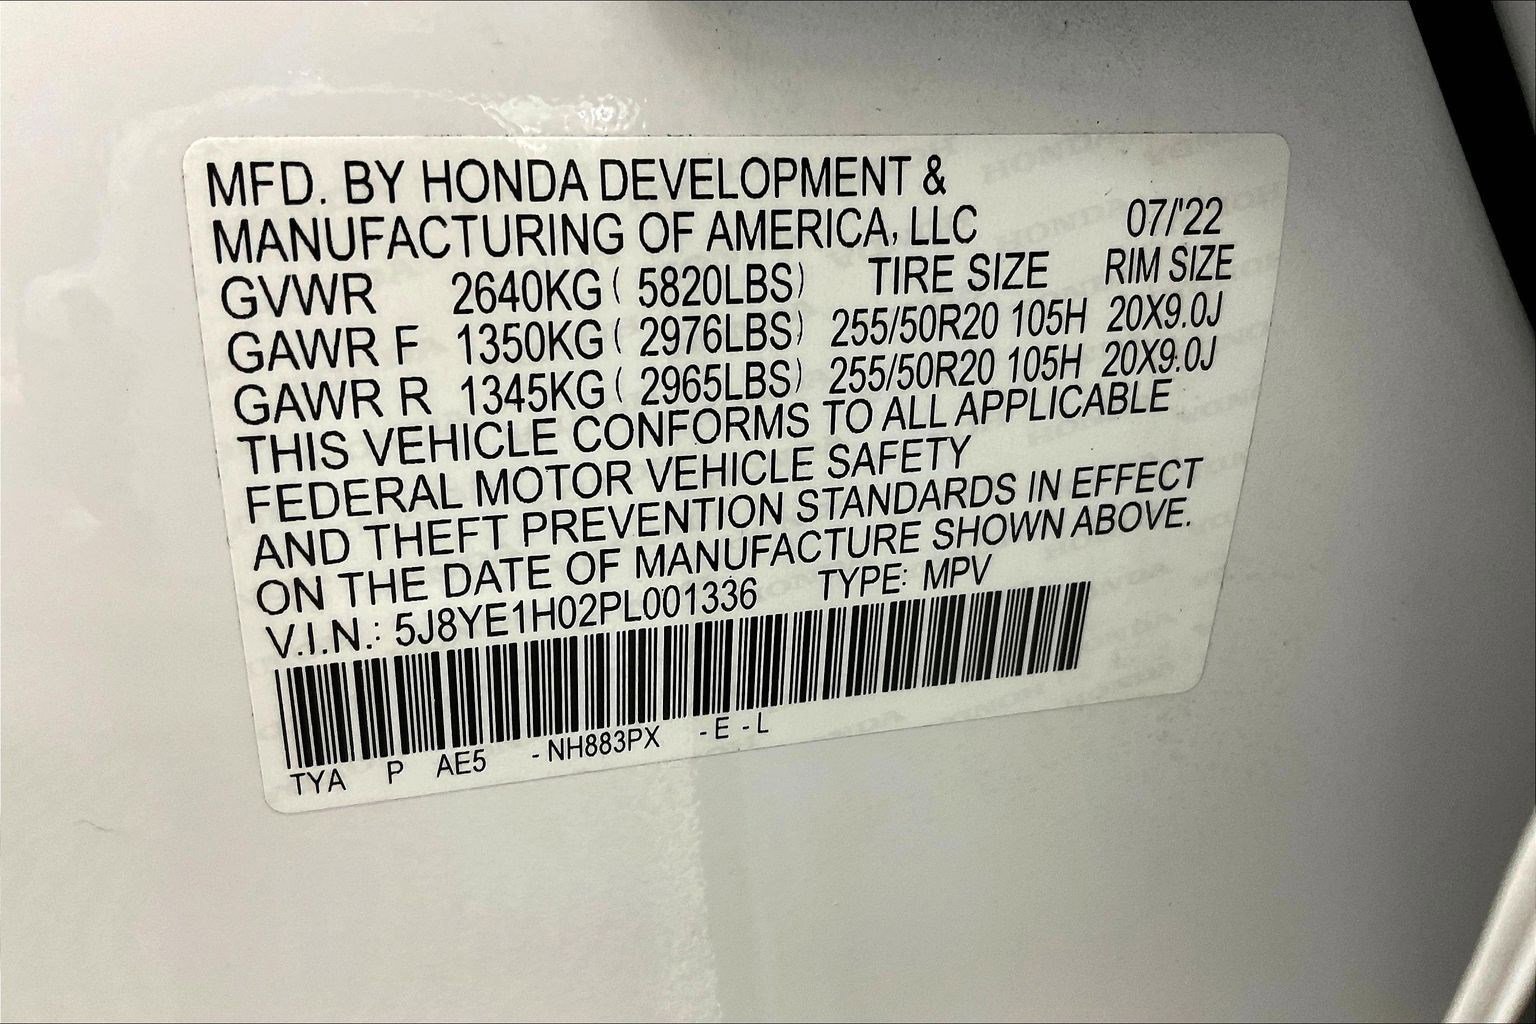 MFD. BY HONDA DEVELOPMENT &
MANUFACTURING OF AMERICA, LLC 07/'22
GVWR 2640KG ( 5820LBS) TIRE SIZE RIM SIZE
GAWR F 1350KG ( 2976LBS) 255/50R20 105H 20X9.0J
GAWR R 1345KG ( 2965LBS) 255/50R20 105H 20X9.0J
THIS VEHICLE CONFORMS TO ALL APPLICABLE
FEDERAL MOTOR VEHICLE SAFETY
AND THEFT PREVENTION STANDARDS IN EFFECT
ON THE DATE OF MANUFACTURE SHOWN ABOVE.
V.I.N.: 5J8YE1H02PL001336 TYPE: MPV
TYA P AE5 -NH883PX -E -L